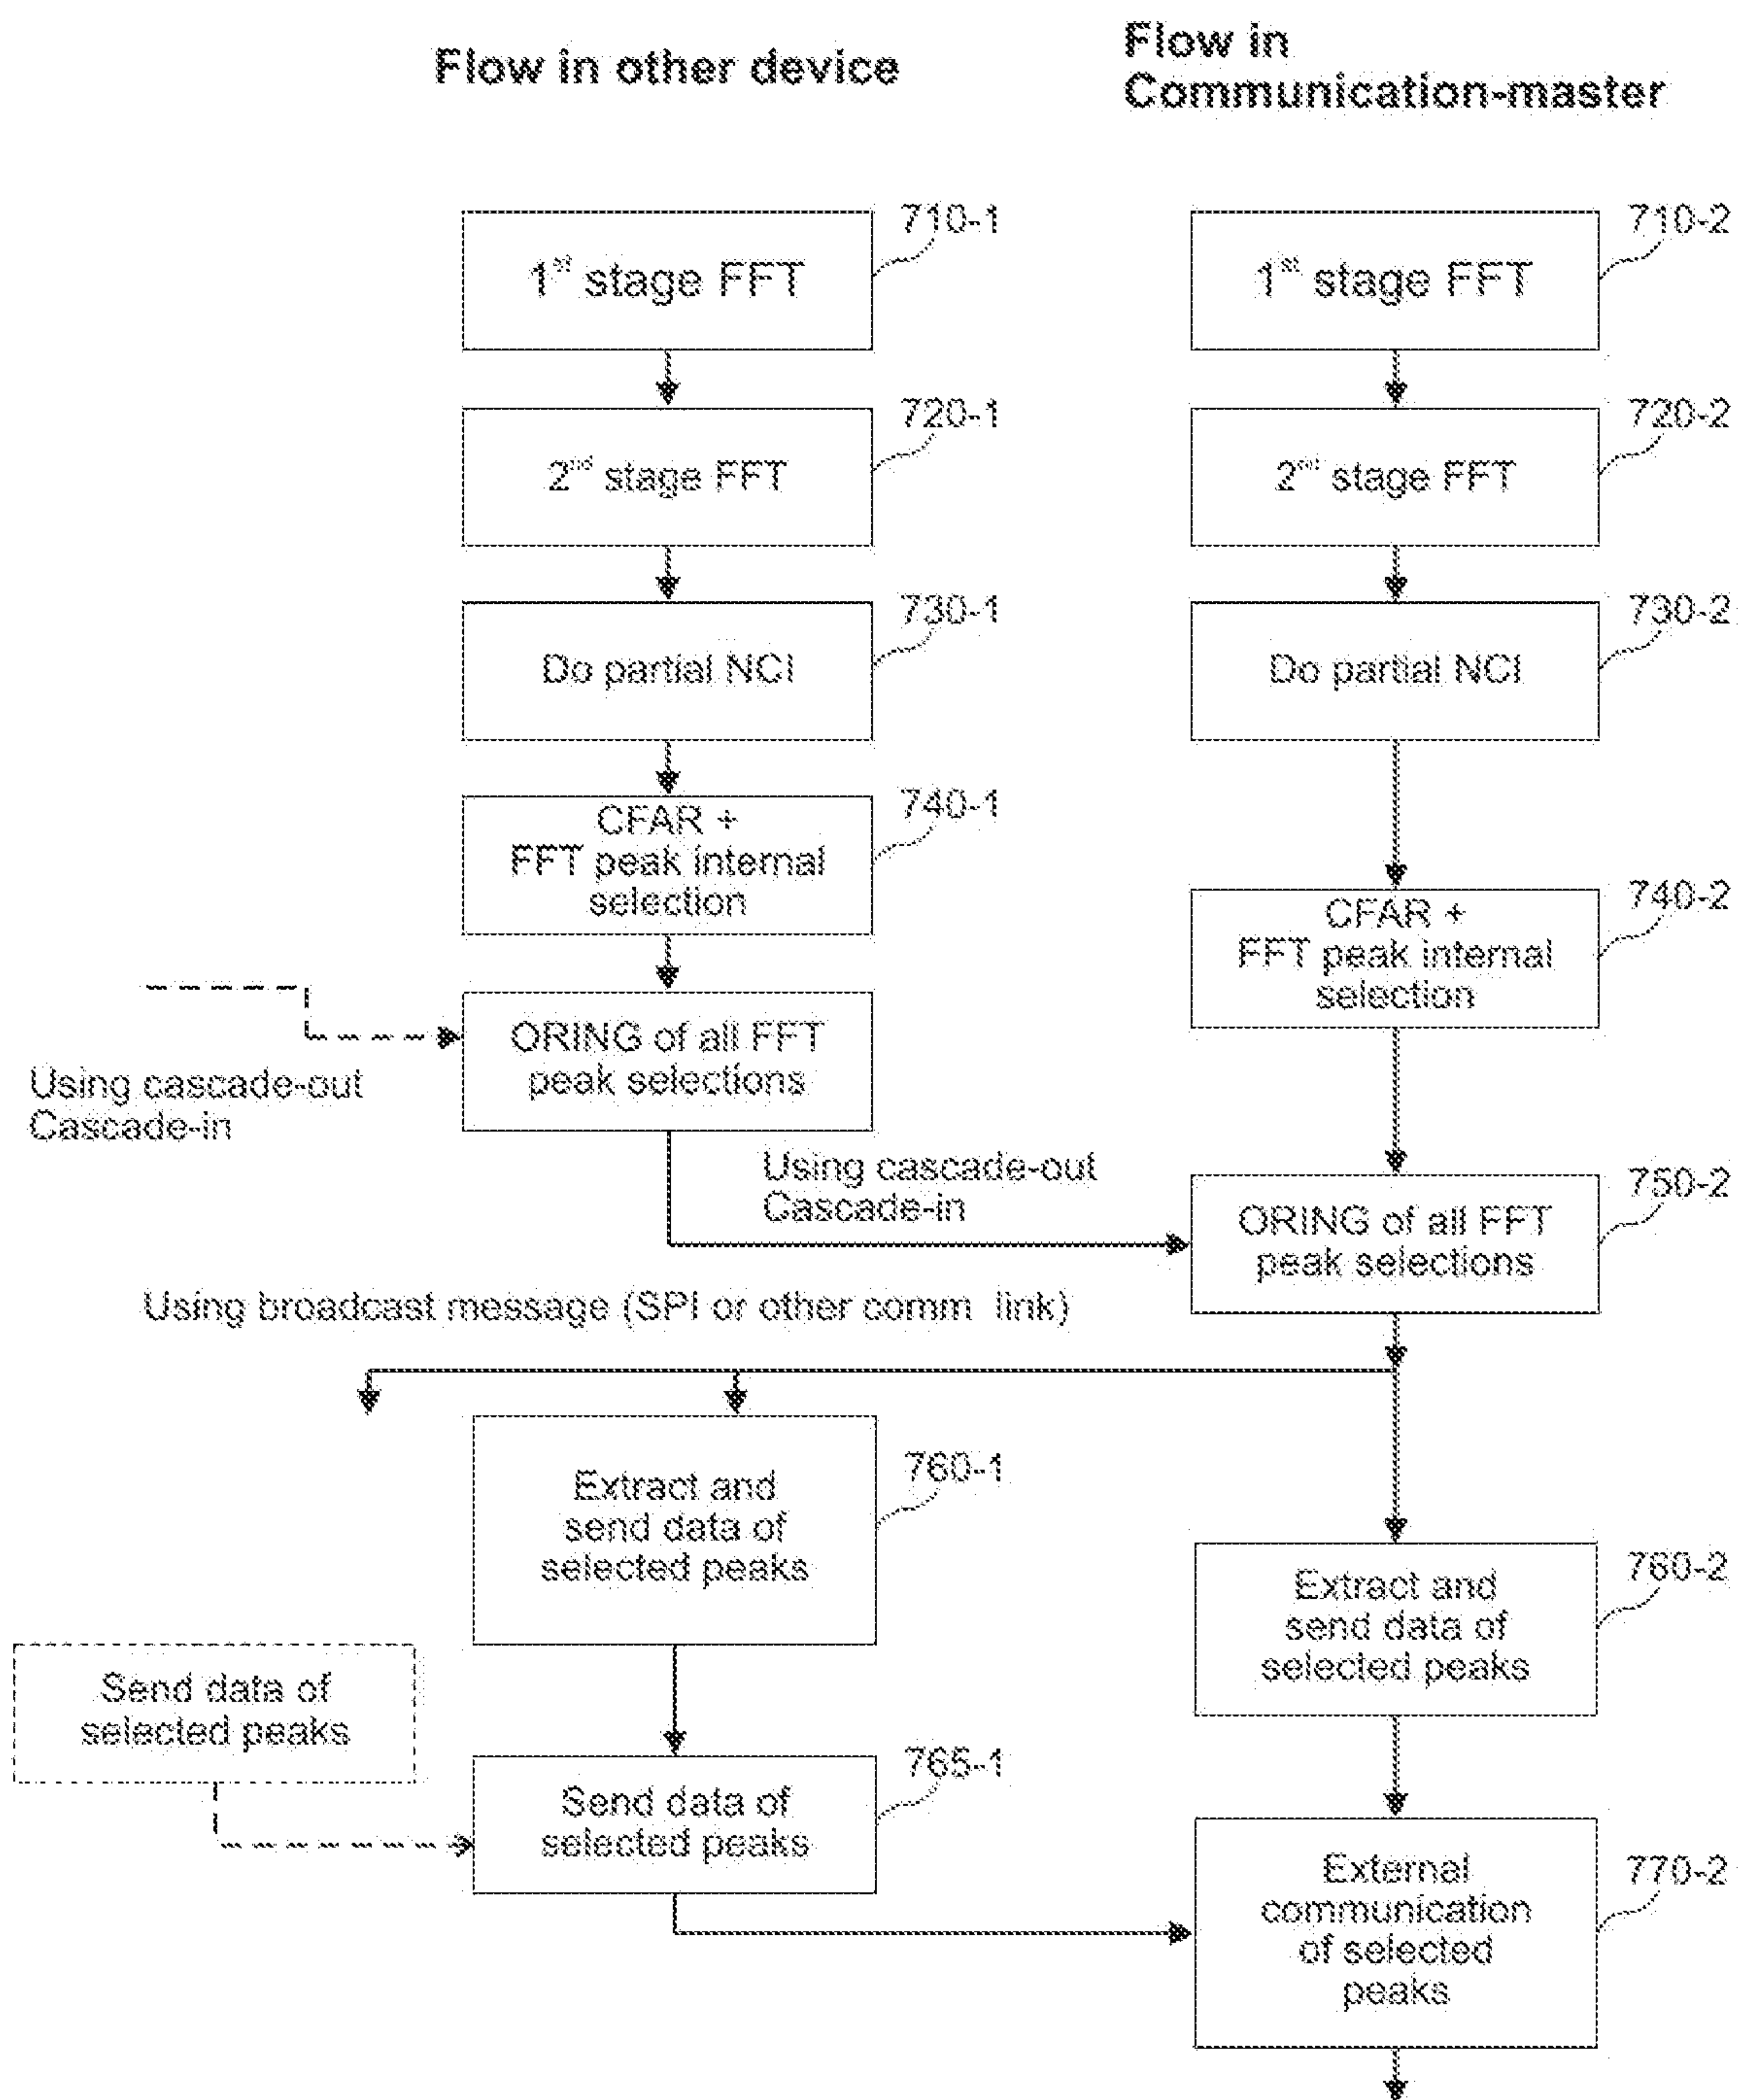 Flow in other device
Flow in
Communication-master
710-1
1st stage FFT
710-2
1st stage FFT
720-1
2nd stage FFT
720-2
2nd stage FFT
730-1
Do partial NCI
730-2
Do partial NCI
740-1
CFAR +
FFT peak internal
selection
740-2
CFAR +
FFT peak internal
selection
Using cascade-out
Cascade-in
ORING of all FFT
peak selections
Using cascade-out
Cascade-in
750-2
ORING of all FFT
peak selections
Using broadcast message (SPI or other comm link)
760-1
Extract and
send data of
selected peaks
760-2
Extract and
send data of
selected peaks
Send data of
selected peaks
765-1
Send data of
selected peaks
770-2
External
communication
of selected
peaks